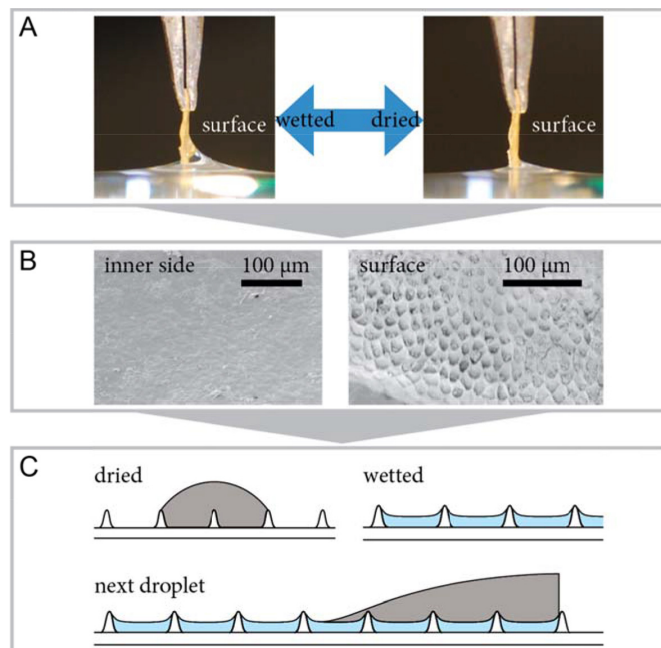 A
surface
wetted
dried
surface
B
inner side
100 µm
surface
100 µm
C
dried
wetted
next droplet